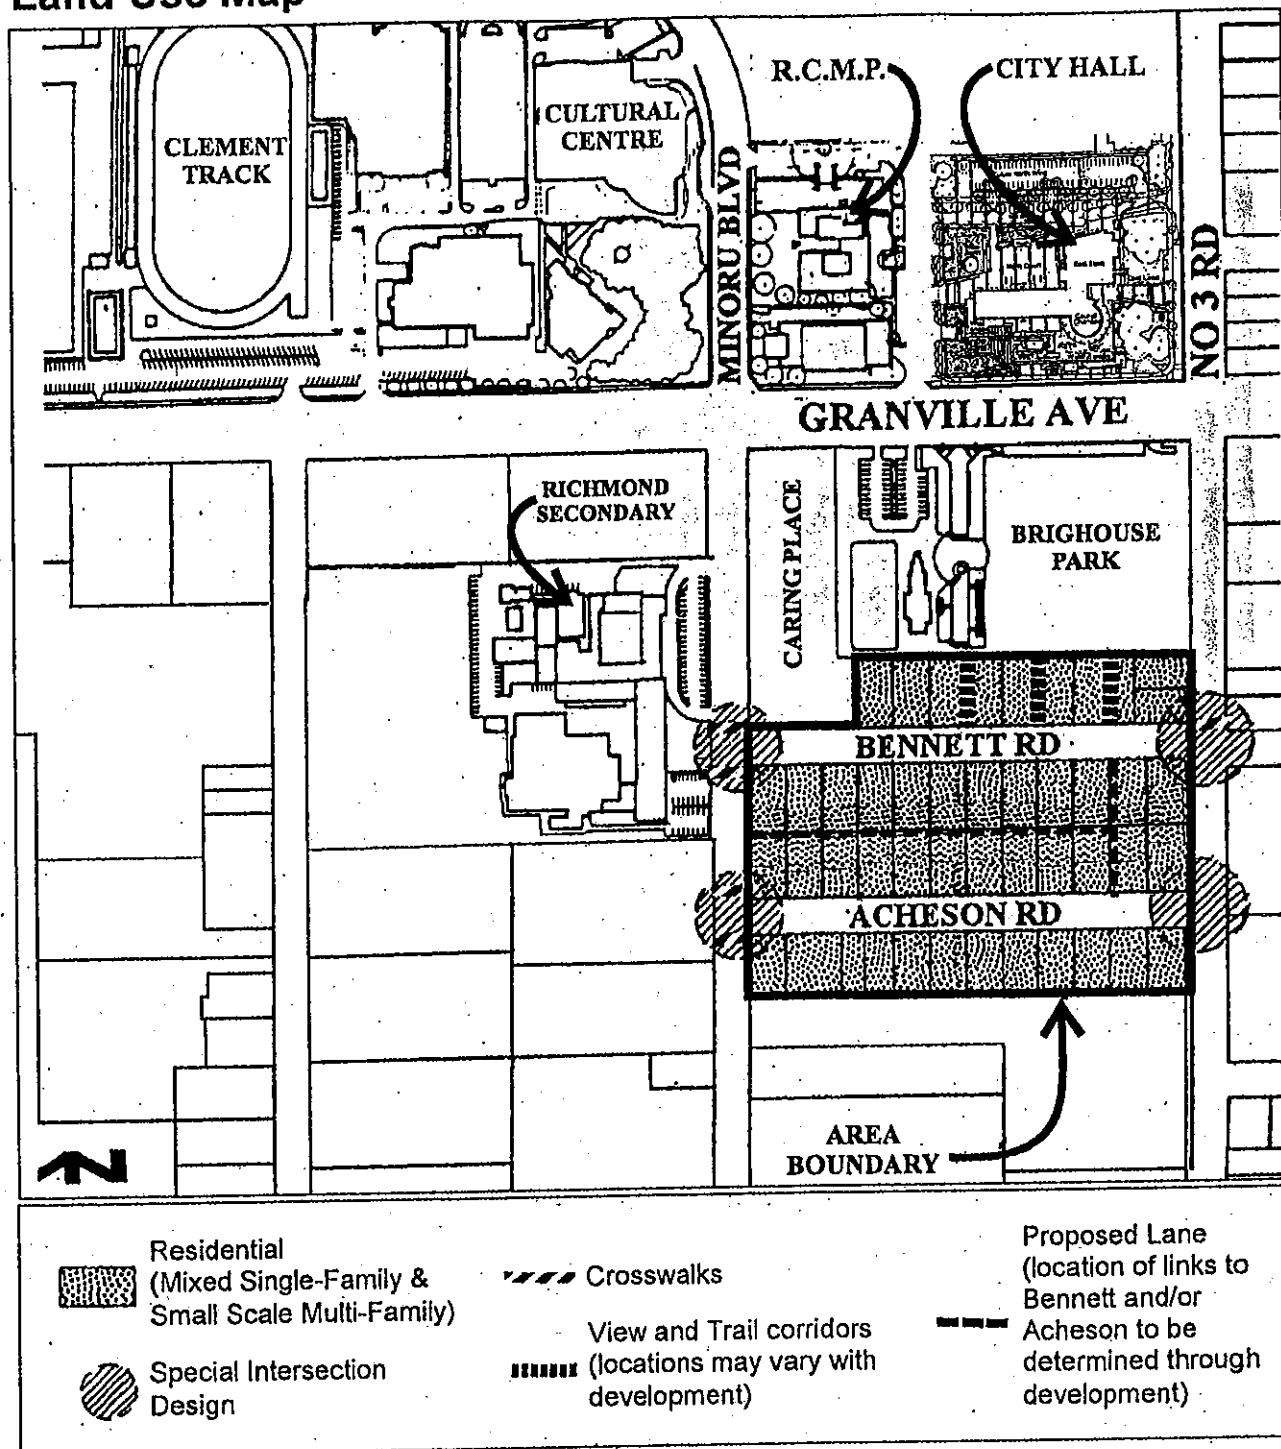 Land Use Map
R.C.M.P.
CITY HALL
CULTURAL
CENTRE
CLEMENT
TRACK
MINORU BLVD
NO 3 RD
GRANVILLE AVE
RICHMOND
SECONDARY
CARING PLACE
BRIGHOUSE
PARK
BENNETT RD
ACHESON RD
AREA
BOUNDARY
N
Residential
(Mixed Single-Family &
Small Scale Multi-Family)
Special Intersection
Design
Crosswalks
View and Trail corridors
(locations may vary with
development)
Proposed Lane
(location of links to
Bennett and/or
Acheson to be
determined through
development)